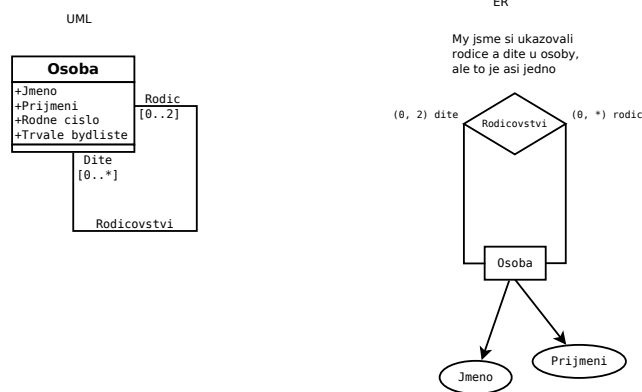 UML
Osoba
+Jmeno
+Prijmeni
+Rodne cislo
+Trvale bydliste
Rodic
[0..2]
Dite
[0..*]
Rodicovstvi
ER
My jsme si ukazovali
rodice a dite u osoby,
ale to je asi jedno
(0, 2) dite
Rodicovstvi
(0, *) rodic
Osoba
Jmeno
Prijmeni